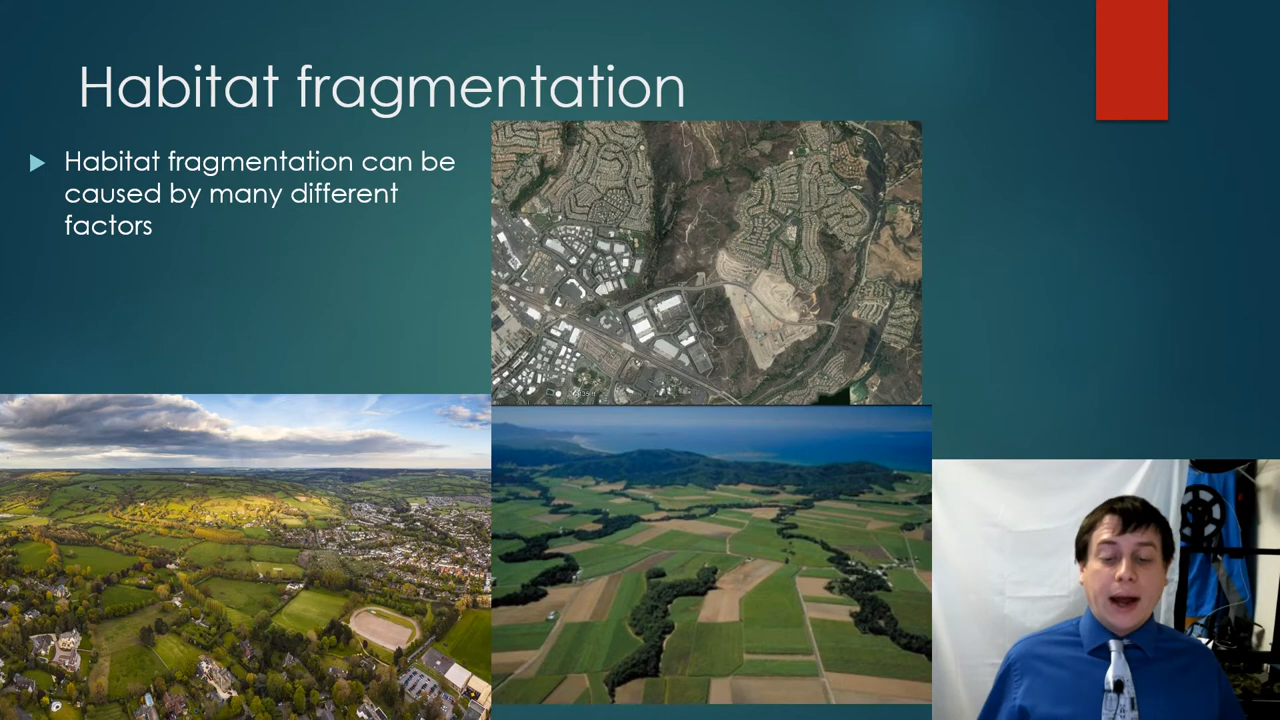 Habitat fragmentation
Habitat fragmentation can be
caused by many different
factors